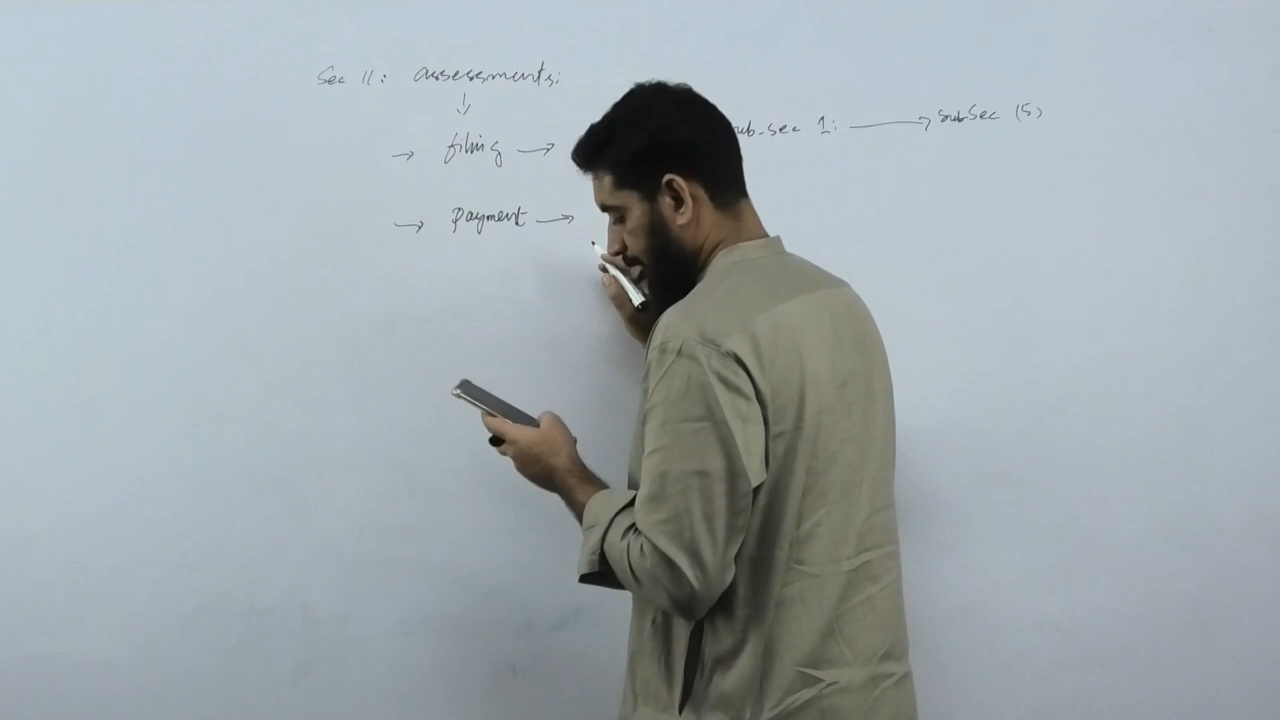 Sec 11: assessments:
↓
→ filing → sub-sec 1: → subSec (5)
→ payment →